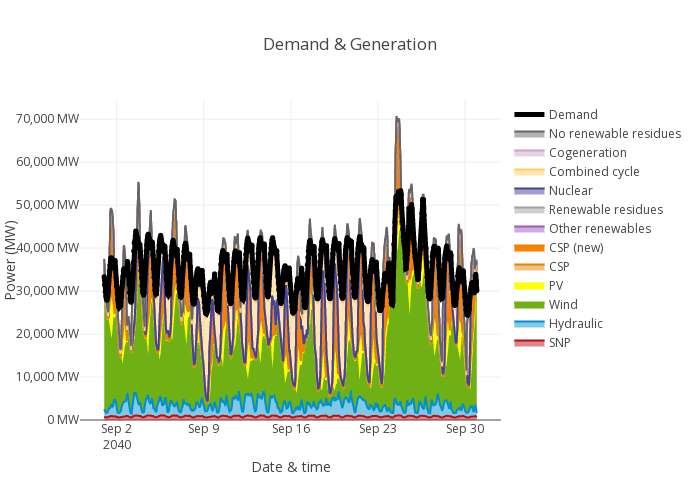 Demand & Generation
70,000 MW
60,000 MW
50,000 MW
40,000 MW
30,000 MW
20,000 MW
10,000 MW
0 MW
Power (MW)
Sep 2
2040
Sep 9
Sep 16
Sep 23
Sep 30
Date & time
Demand
No renewable residues
Cogeneration
Combined cycle
Nuclear
Renewable residues
Other renewables
CSP (new)
CSP
PV
Wind
Hydraulic
SNP